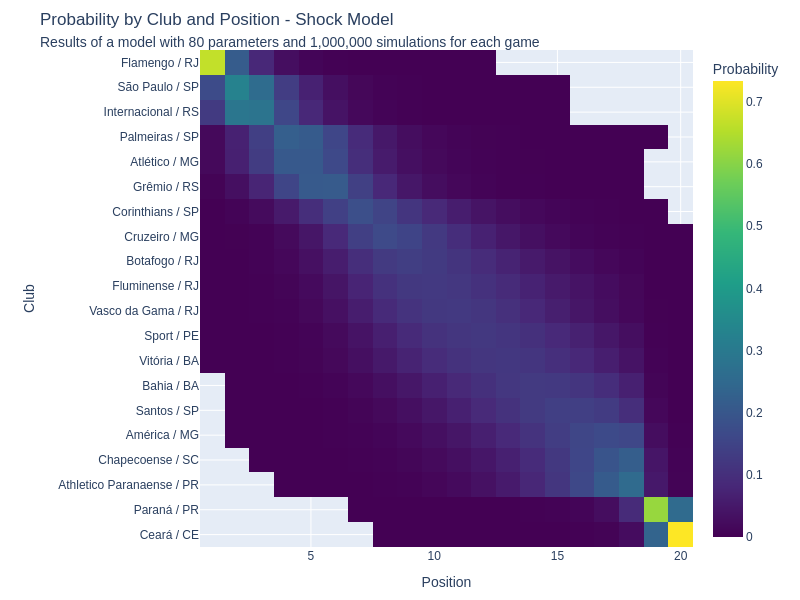 Probability by Club and Position - Shock Model
Results of a model with 80 parameters and 1,000,000 simulations for each game
Flamengo / RJ
São Paulo / SP
Internacional / RS
Palmeiras / SP
Atlético / MG
Grêmio / RS
Corinthians / SP
Cruzeiro / MG
Botafogo / RJ
Fluminense / RJ
Vasco da Gama / RJ
Sport / PE
Vitória / BA
Bahia / BA
Santos / SP
América / MG
Chapecoense / SC
Athletico Paranaense / PR
Paraná / PR
Ceará / CE
Club
5 10 15 20
Position
Probability
0.7
0.6
0.5
0.4
0.3
0.2
0.1
0